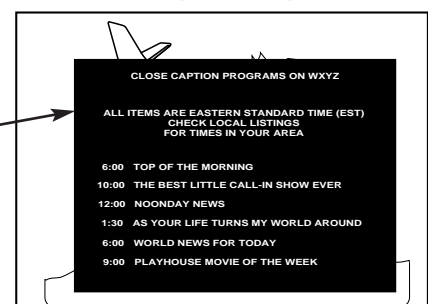 CLOSE CAPTION PROGRAMS ON WXYZ
ALL ITEMS ARE EASTERN STANDARD TIME (EST)
CHECK LOCAL LISTINGS
FOR TIMES IN YOUR AREA
6:00 TOP OF THE MORNING
10:00 THE BEST LITTLE CALL-IN SHOW EVER
12:00 NOONDAY NEWS
1:30 AS YOUR LIFE TURNS MY WORLD AROUND
6:00 WORLD NEWS FOR TODAY
9:00 PLAYHOUSE MOVIE OF THE WEEK